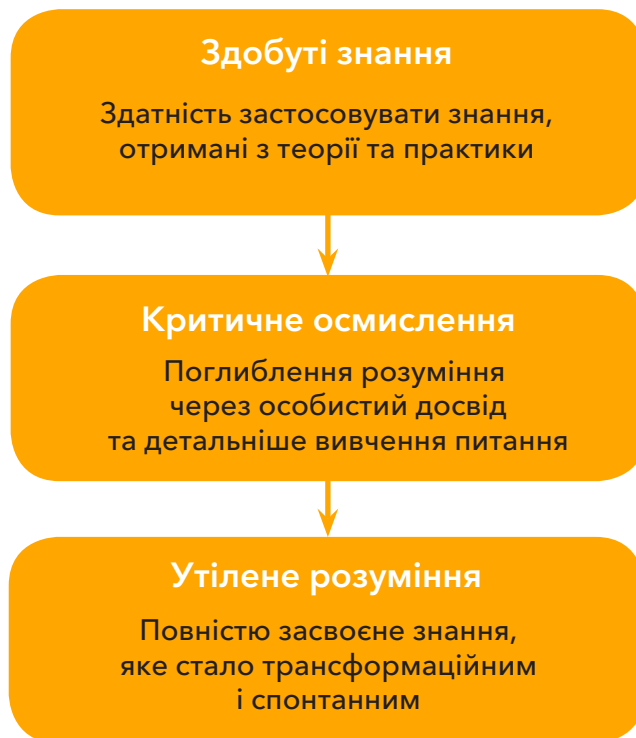 Здобуті знання
Здатність застосовувати знання,
отримані з теорії та практики
Критичне осмислення
Поглиблення розуміння
через особистий досвід
та детальніше вивчення питання
Утілене розуміння
Повністю засвоєне знання,
яке стало трансформаційним
і спонтанним